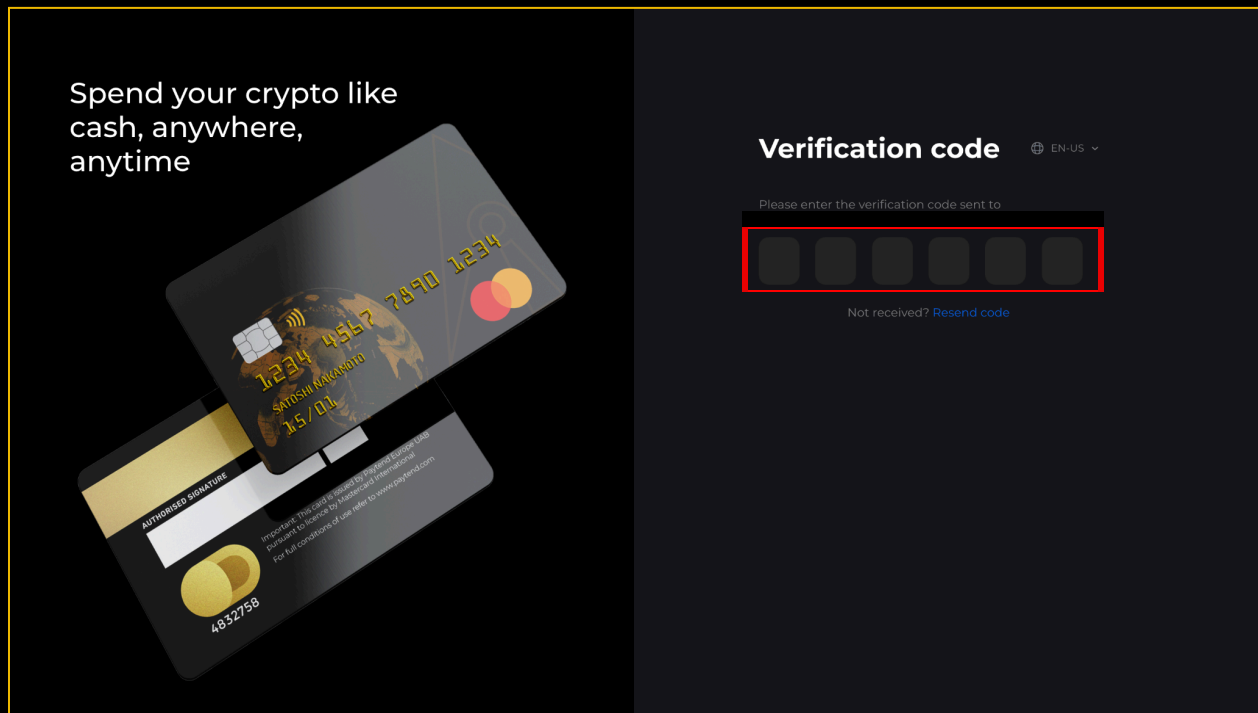 Spend your crypto like
cash, anywhere,
anytime
1234 4567 7890 1234
SATOSHI NAKAMOTO
15/01
AUTHORISED SIGNATURE
Important: This card is issued by Paytend Europe UAB
pursuant to licence by Mastercard International
For full conditions of use refer to www.paytend.com
4832758
Verification code
EN-US
Please enter the verification code sent to
Not received? Resend code